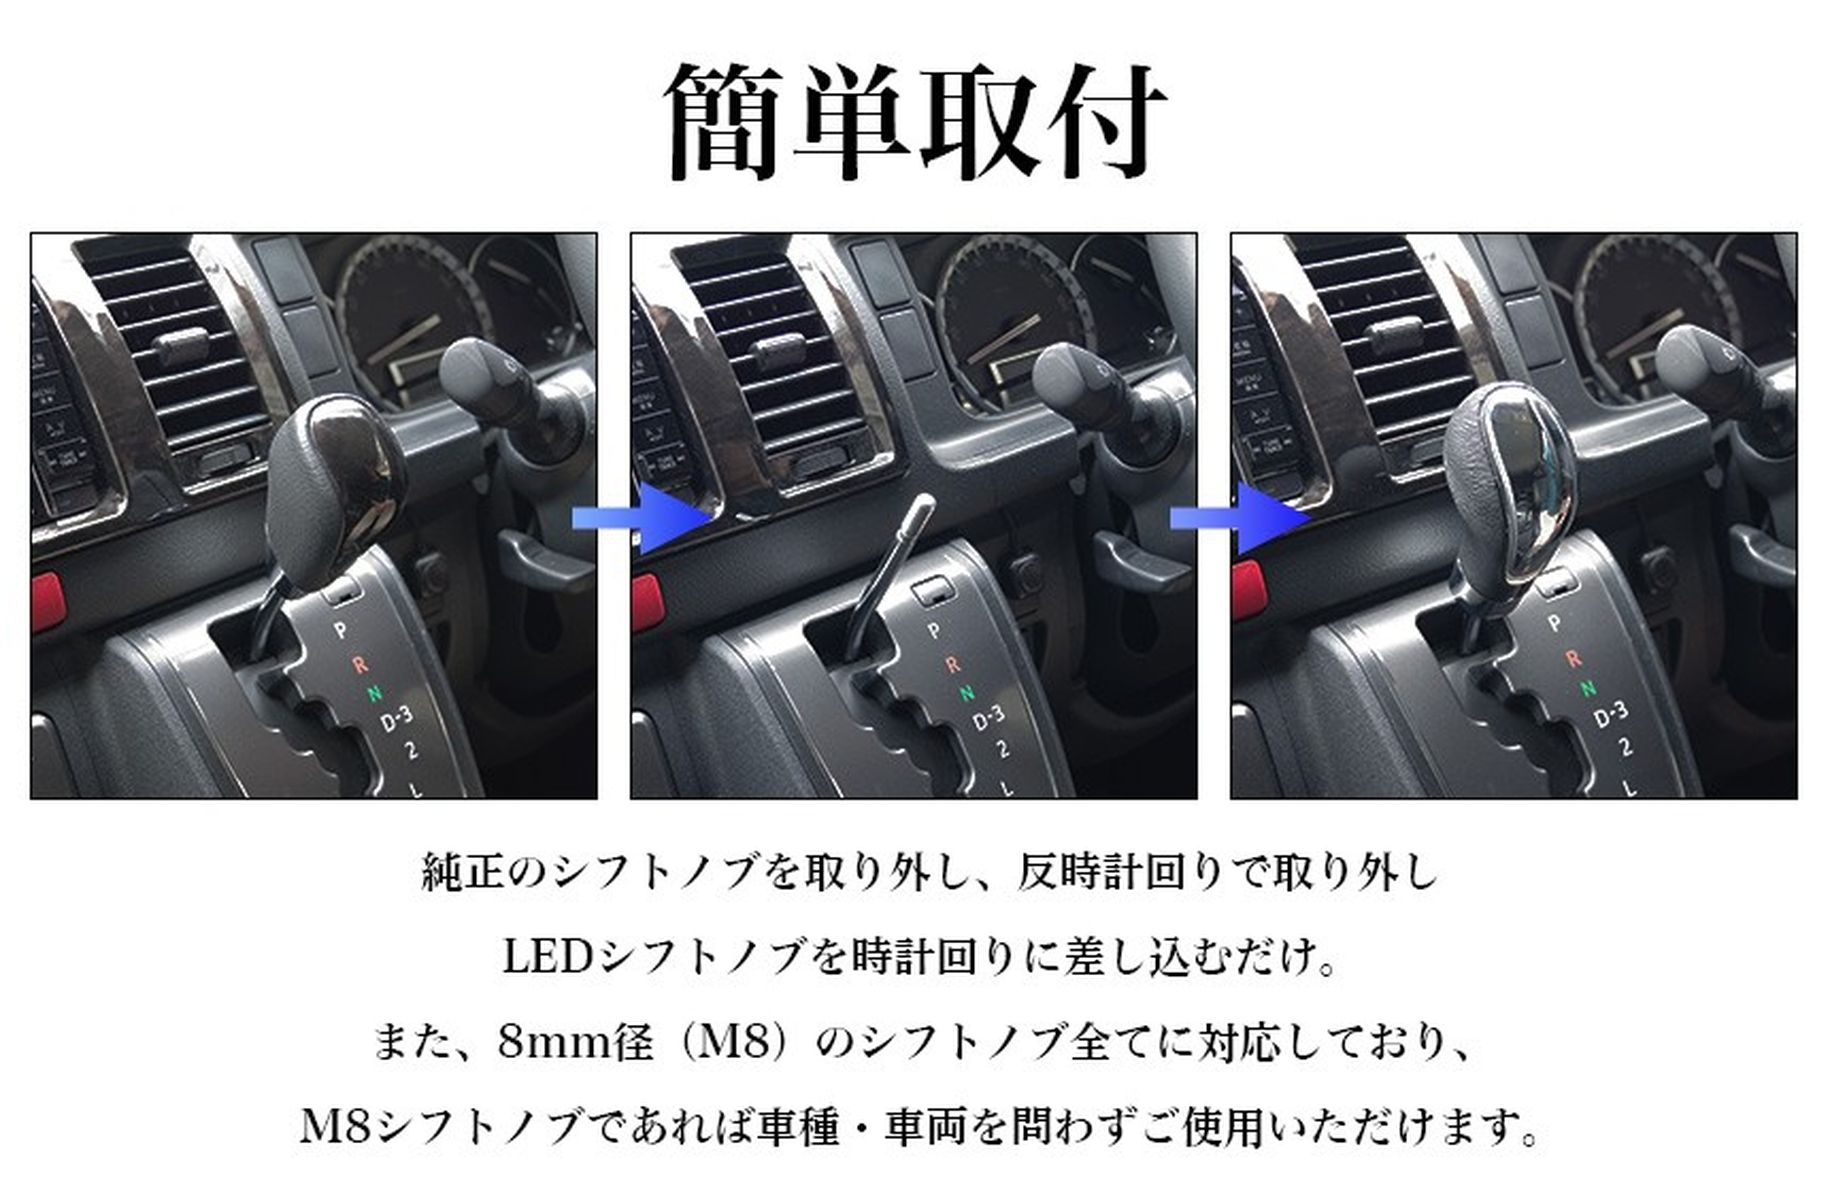 簡単取付
P
R
N
D-3
2
L
P
R
N
D-3
2
L
P
R
N
D-3
2
L
純正のシフトノブを取り外し、反時計回りで取り外し
LEDシフトノブを時計回りに差し込むだけ。
また、8mm径（M8）のシフトノブ全てに対応しており、
M8シフトノブであれば車種・車両を問わずご使用いただけます。